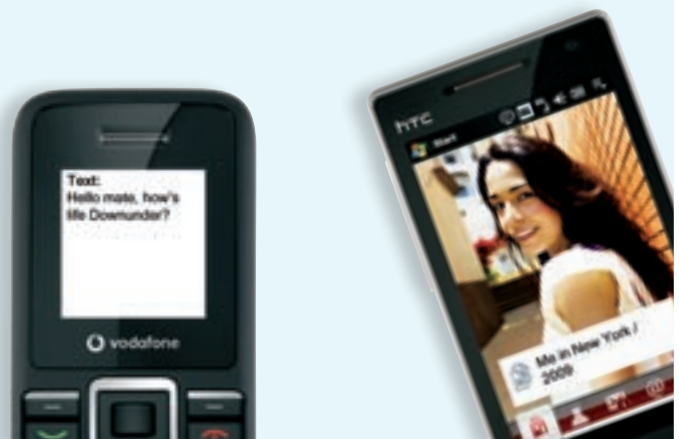 Text:
Hello mate, how's
life Downunder?
vodafone
hTC
Start
Me in New York /
2009